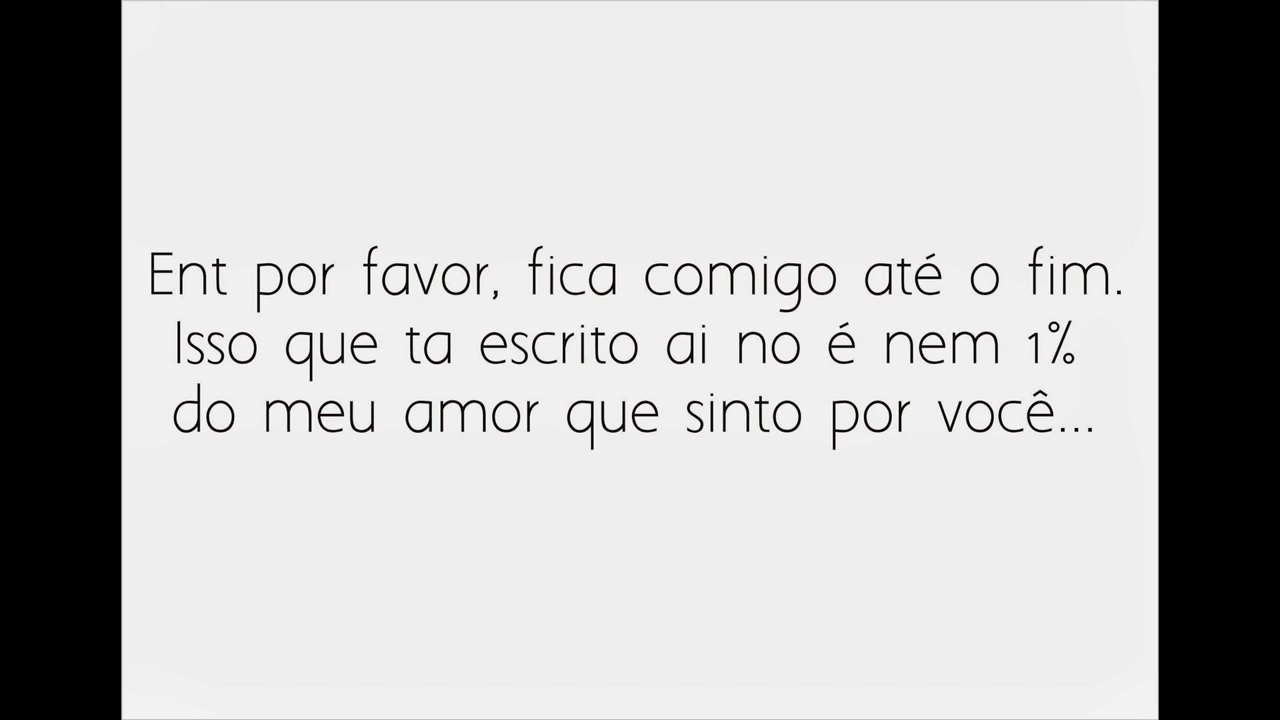 Ent por favor, fica comigo até o fim.
Isso que ta escrito ai no é nem 1%
do meu amor que sinto por você...